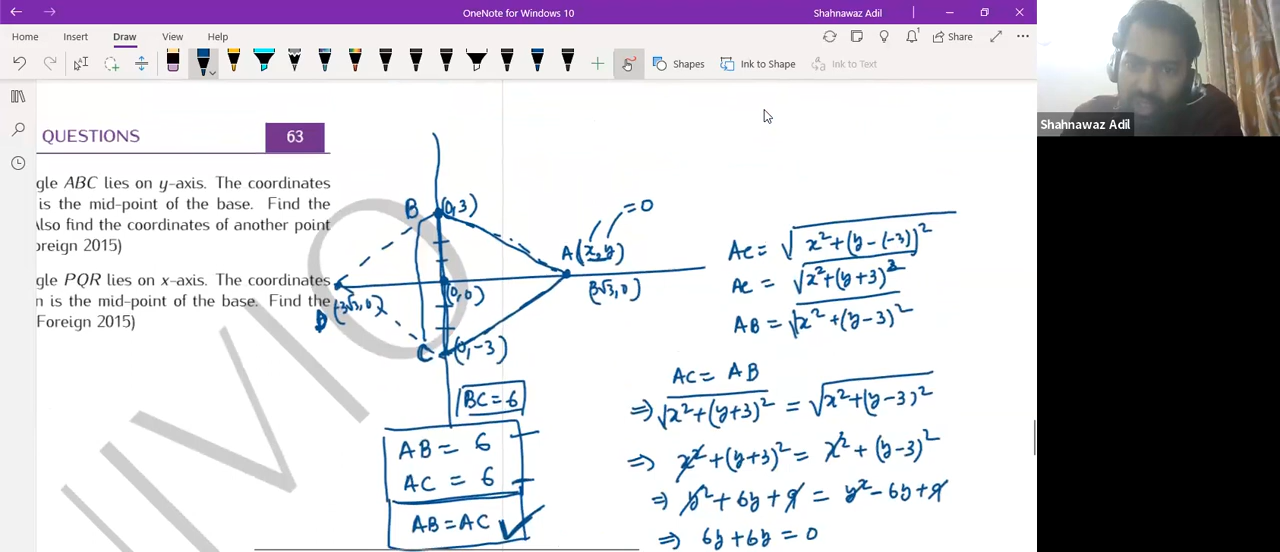 OneNote for Windows 10
Shahnawaz Adil
Home Insert Draw View Help
Share
Shapes
Ink to Shape
Ink to Text
Shahnawaz Adil
QUESTIONS 63
gle ABC lies on y-axis. The coordinates
is the mid-point of the base. Find the
Also find the coordinates of another point
oreign 2015)
gle PQR lies on x-axis. The coordinates
n is the mid-point of the base. Find the
Foreign 2015)
B (0,3)
= 0
A (x, y)
(0,0)
(3√3, 0)
D (-3√3, 0)
C (0, -3)
BC = 6
AB = 6
AC = 6
AB = AC ✓
AC = √x²+(y-(-3))²
AC = √x²+(y+3)²
AB = √x²+(y-3)²
AC = AB
⇒ √x²+(y+3)² = √x²+(y-3)²
⇒ x²+(y+3)² = x²+(y-3)²
⇒ y²+6y+9 = y²-6y+9
⇒ 6y+6y = 0